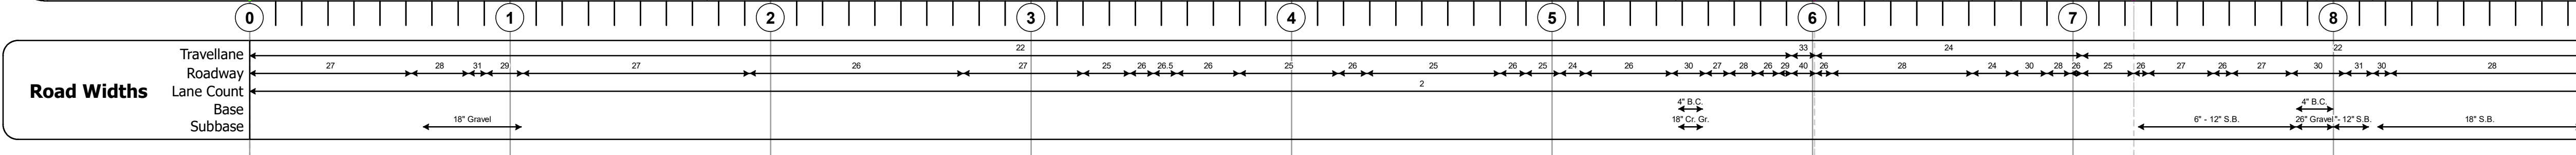 0 1 2 3 4 5 6 7 8
Road Widths
Travellane 22 33 24 22
Roadway 27 28 31 29 27 26 27 25 26 26.5 26 25 26 25 26 25 24 26 30 27 28 26 29 40 26 28 24 30 28 26 25 26 27 26 27 30 31 30 28
Lane Count 2
Base 4" B.C. 4" B.C.
Subbase 18" Gravel 18" Cr. Gr. 6" - 12" S.B. 26" Gravel - 12" S.B. 18" S.B.